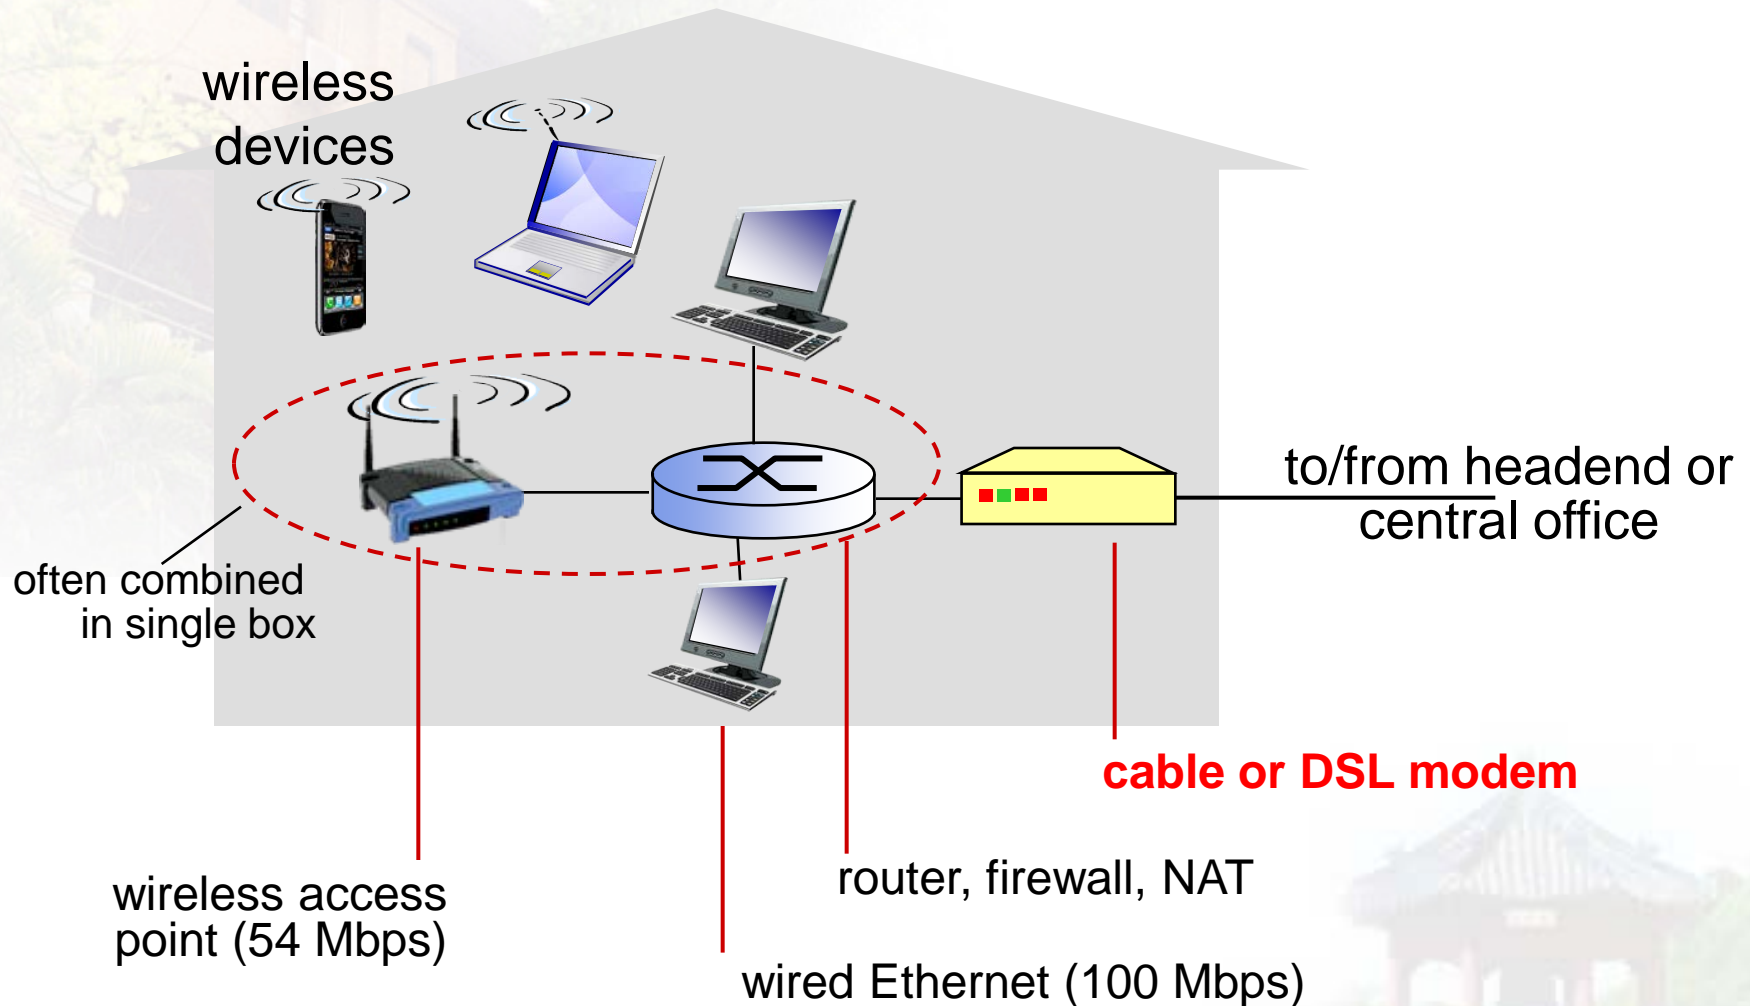 wireless
devices
to/from headend or
central office
often combined
in single box
cable or DSL modem
router, firewall, NAT
wireless access
point (54 Mbps)
wired Ethernet (100 Mbps)